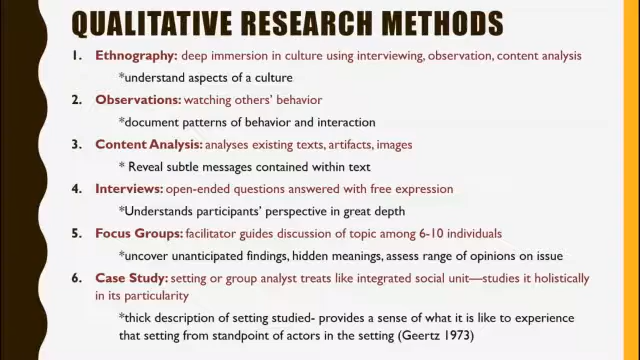 QUALITATIVE RESEARCH METHODS
1. Ethnography: deep immersion in culture using interviewing, observation, content analysis
*understand aspects of a culture
2. Observations: watching others' behavior
*document patterns of behavior and interaction
3. Content Analysis: analyses existing texts, artifacts, images
* Reveal subtle messages contained within text
4. Interviews: open-ended questions answered with free expression
*Understands participants' perspective in great depth
5. Focus Groups: facilitator guides discussion of topic among 6-10 individuals
*uncover unanticipated findings, hidden meanings, assess range of opinions on issue
6. Case Study: setting or group analyst treats like integrated social unit—studies it holistically
in its particularity
*thick description of setting studied- provides a sense of what it is like to experience
that setting from standpoint of actors in the setting (Geertz 1973)